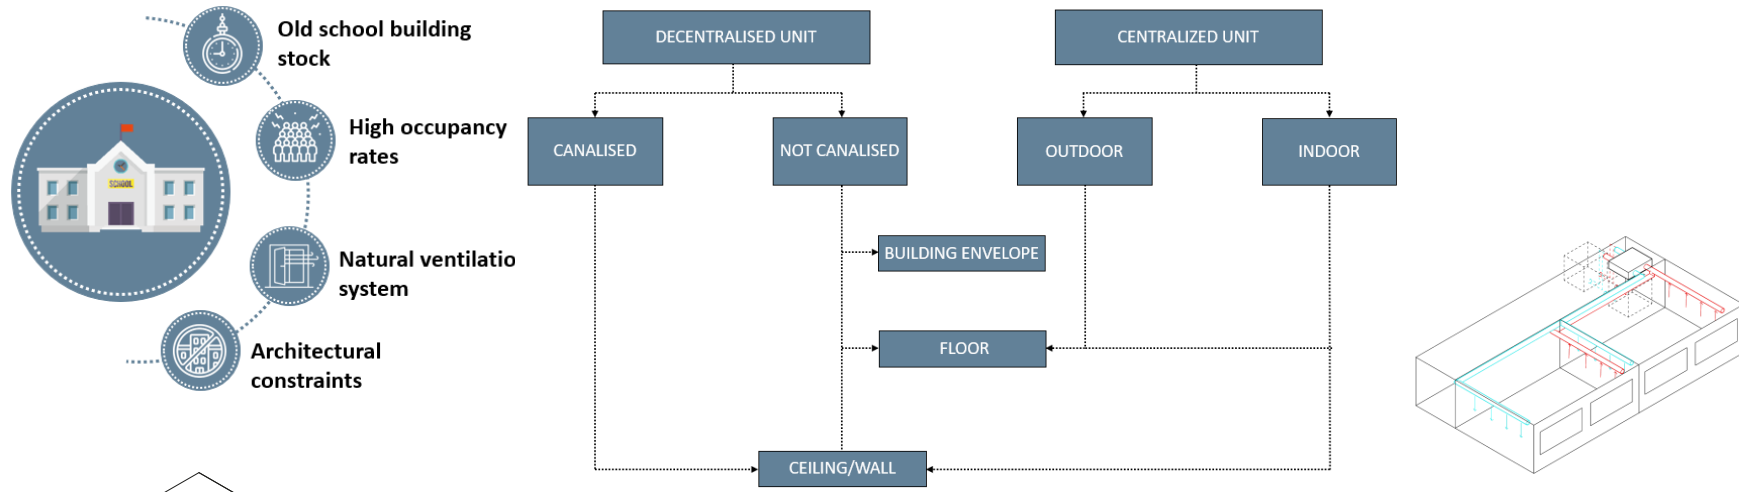 Old school building
stock
High occupancy
rates
Natural ventilatio
system
Architectural
constraints
SCHOOL
DECENTRALISED UNIT
CENTRALIZED UNIT
CANALISED
NOT CANALISED
OUTDOOR
INDOOR
BUILDING ENVELOPE
FLOOR
CEILING/WALL